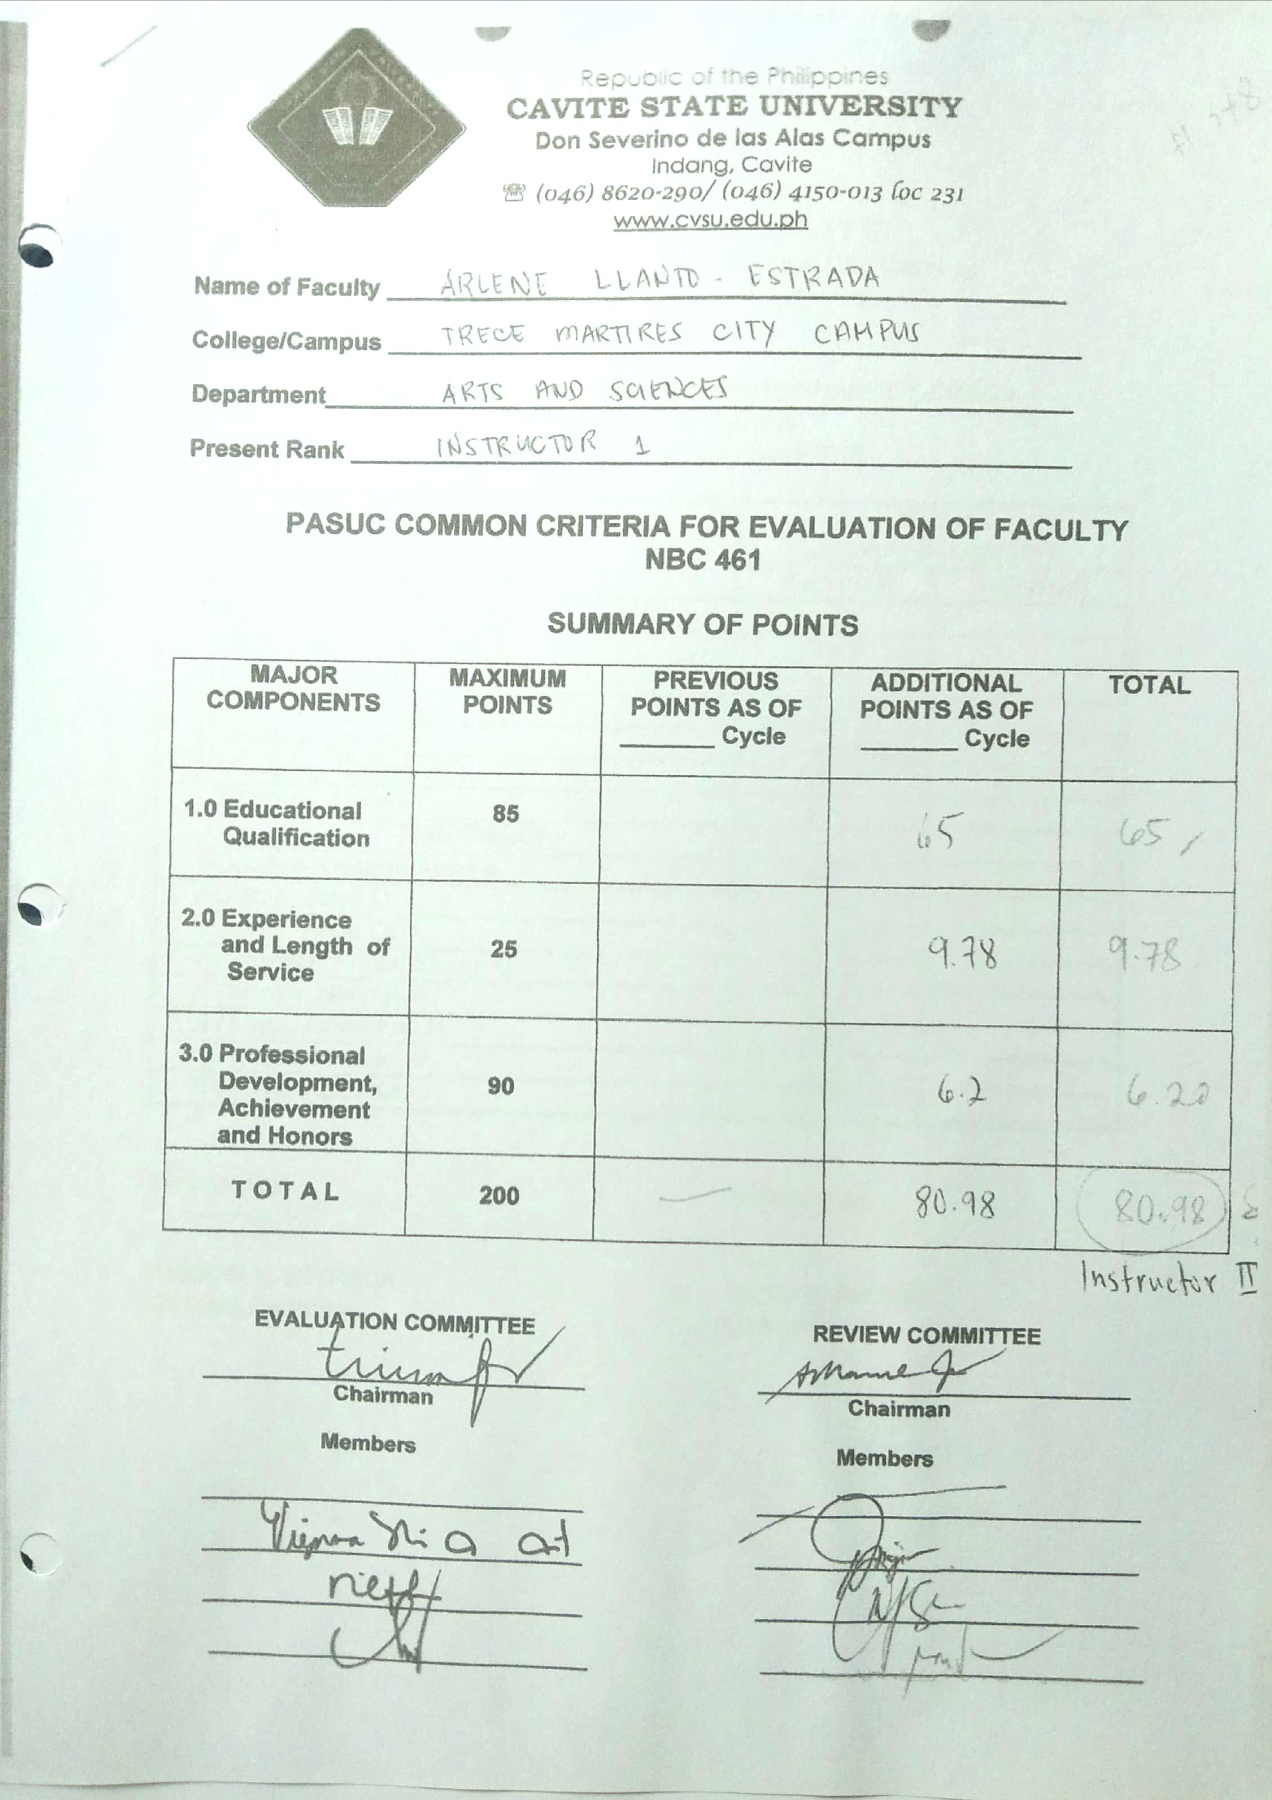 Republic of the Philippines
CAVITE STATE UNIVERSITY
Don Severino de las Alas Campus
Indang, Cavite
☏ (046) 8620-290/ (046) 4150-013 loc 231
www.cvsu.edu.ph
Name of Faculty ARLENE LLANTO - ESTRADA
College/Campus TRECE MARTIRES CITY CAMPUS
Department ARTS AND SCIENCES
Present Rank INSTRUCTOR 1
PASUC COMMON CRITERIA FOR EVALUATION OF FACULTY
NBC 461
SUMMARY OF POINTS
MAJOR COMPONENTS MAXIMUM POINTS PREVIOUS POINTS AS OF ______ Cycle ADDITIONAL POINTS AS OF ______ Cycle TOTAL
1.0 Educational Qualification 85 65 65
2.0 Experience and Length of Service 25 9.78 9.78
3.0 Professional Development, Achievement and Honors 90 6.2 6.20
TOTAL 200 — 80.98 80.98
Instructor II
EVALUATION COMMITTEE
Chairman
Members
REVIEW COMMITTEE
Chairman
Members